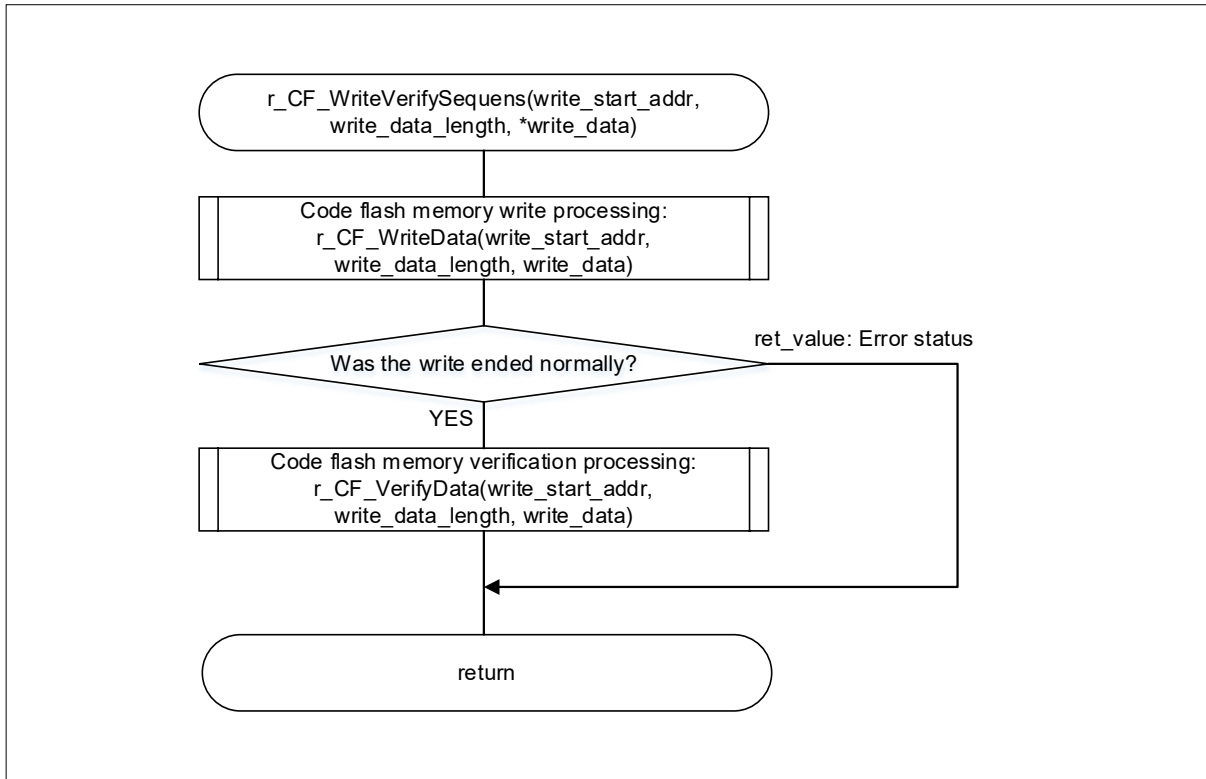 r_CF_WriteVerifySequens(write_start_addr,
write_data_length, *write_data)
Code flash memory write processing:
r_CF_WriteData(write_start_addr,
write_data_length, write_data)
ret_value: Error status
Was the write ended normally?
YES
Code flash memory verification processing:
r_CF_VerifyData(write_start_addr,
write_data_length, write_data)
return